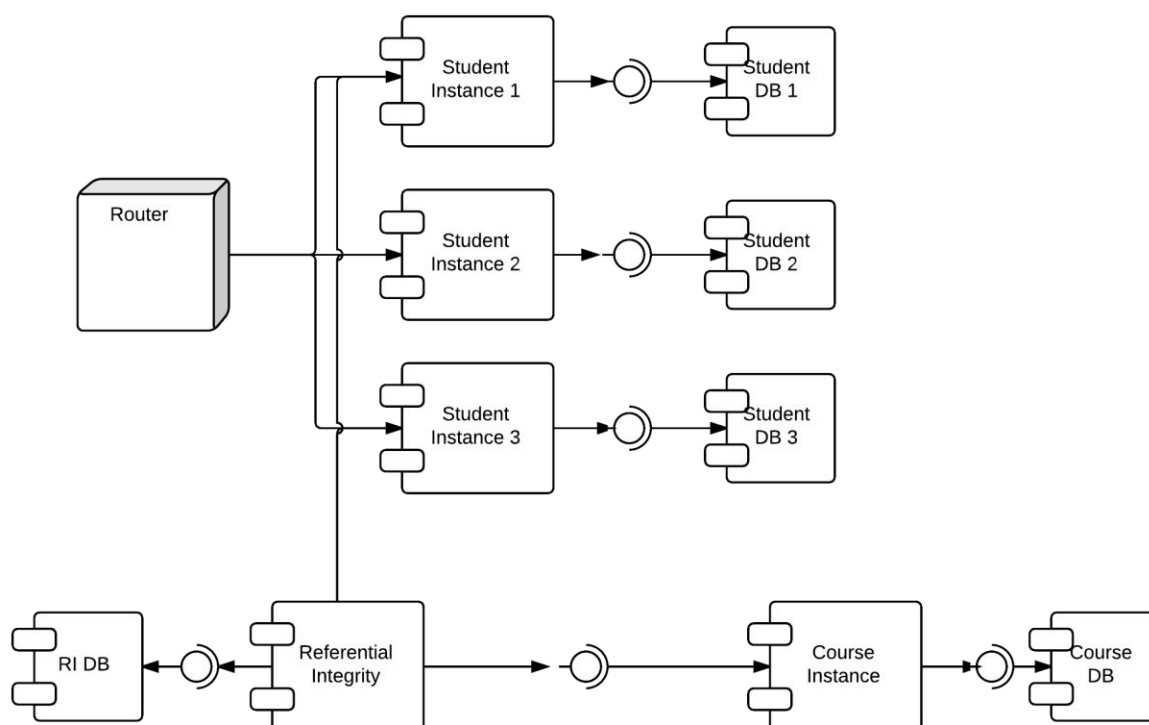 Student
Instance 1
Student
DB 1
Router
Student
Instance 2
Student
DB 2
Student
Instance 3
Student
DB 3
RI DB
Referential
Integrity
Course
Instance
Course
DB